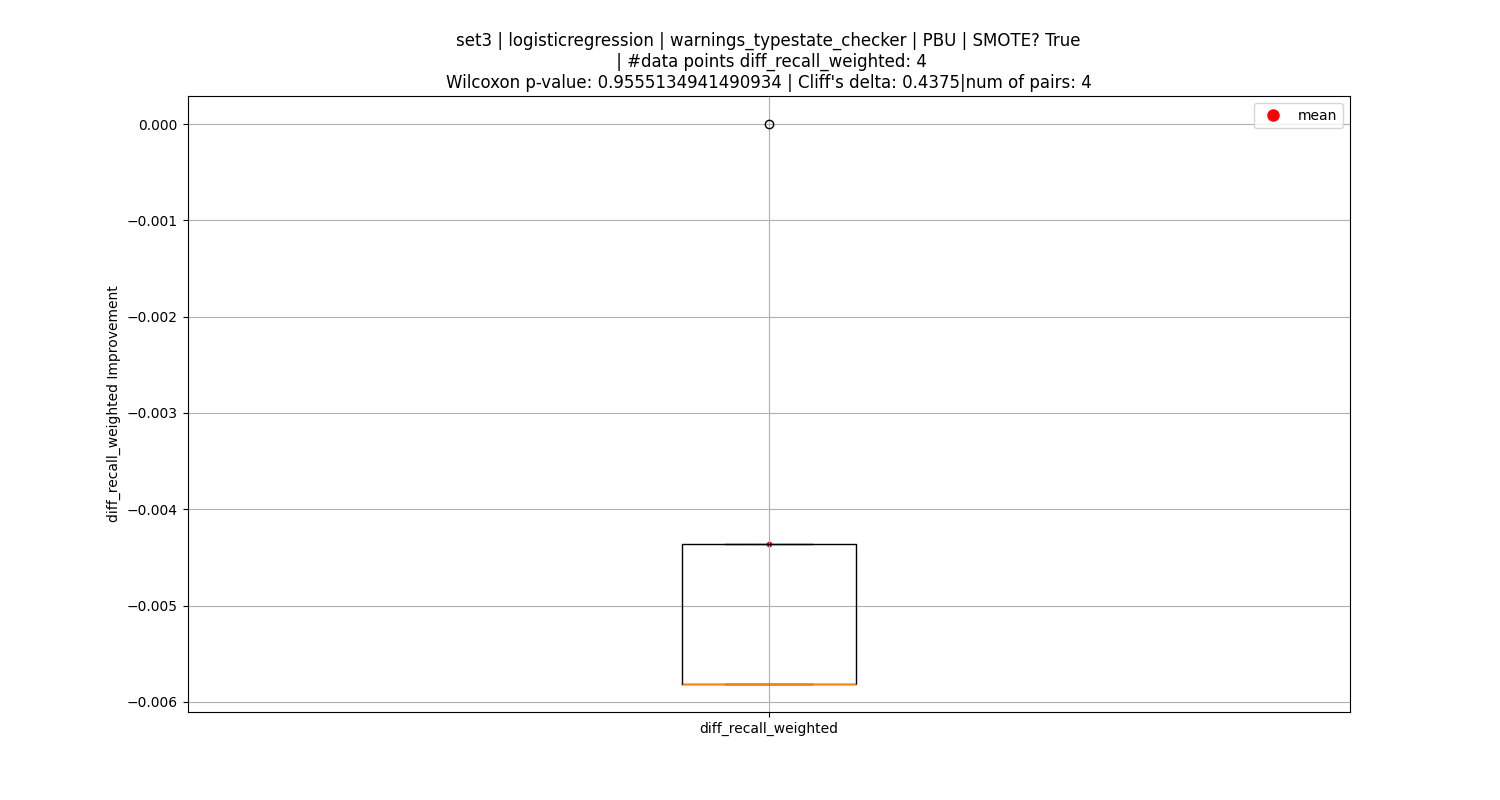 set3 | logisticregression | warnings_typestate_checker | PBU | SMOTE? True
| #data points diff_recall_weighted: 4
Wilcoxon p-value: 0.9555134941490934 | Cliff's delta: 0.4375|num of pairs: 4
mean
0.000
−0.001
−0.002
−0.003
−0.004
−0.005
−0.006
diff_recall_weighted Improvement
diff_recall_weighted